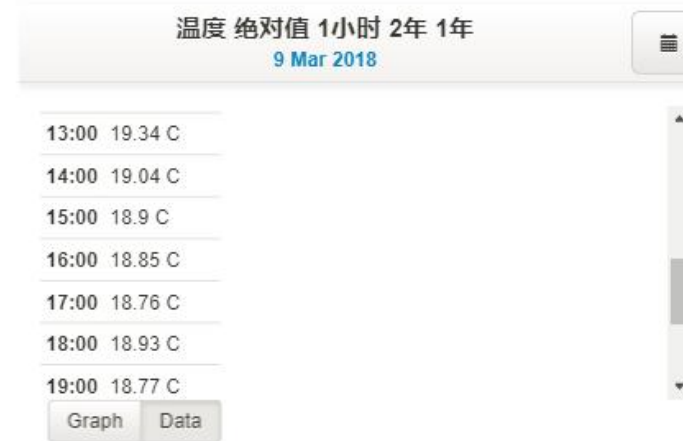 温度 绝对值 1小时 2年 1年
9 Mar 2018
13:00 19.34 C
14:00 19.04 C
15:00 18.9 C
16:00 18.85 C
17:00 18.76 C
18:00 18.93 C
19:00 18.77 C
Graph Data